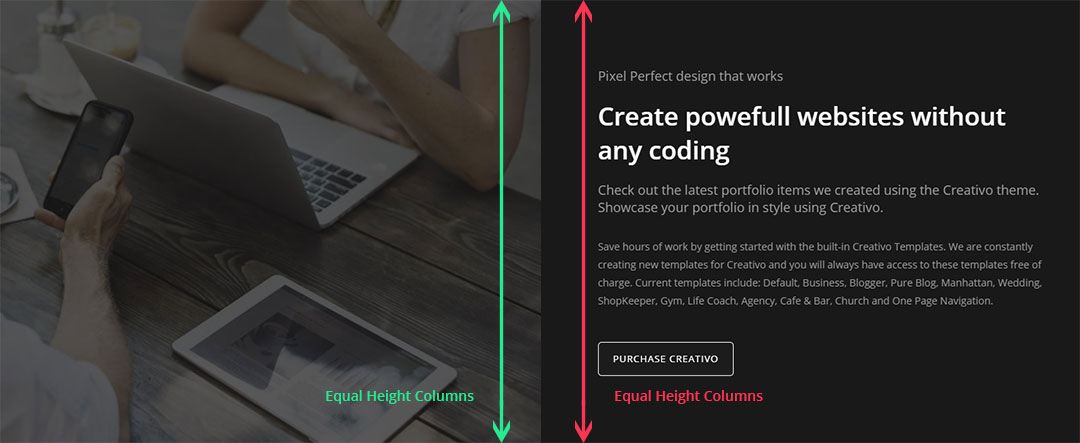 Pixel Perfect design that works
Create powefull websites without
any coding
Check out the latest portfolio items we created using the Creativo theme.
Showcase your portfolio in style using Creativo.
Save hours of work by getting started with the built-in Creativo Templates. We are constantly
creating new templates for Creativo and you will always have access to these templates free of
charge. Current templates include: Default, Business, Blogger, Pure Blog, Manhattan, Wedding,
ShopKeeper, Gym, Life Coach, Agency, Cafe & Bar, Church and One Page Navigation.
PURCHASE CREATIVO
Equal Height Columns
Equal Height Columns